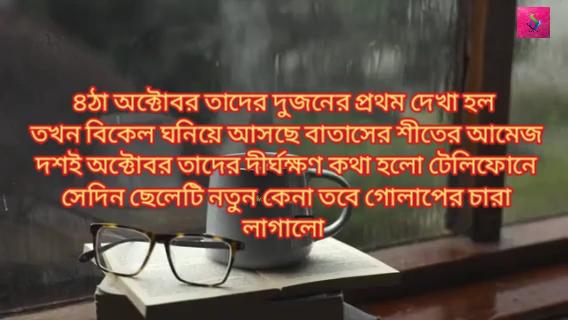 ৪ঠা অক্টোবর তাদের দুজনের প্রথম দেখা হল
তখন বিকেল ঘনিয়ে আসছে বাতাসের শীতের আমেজ
দশই অক্টোবর তাদের দীর্ঘক্ষণ কথা হলো টেলিফোনে
সেদিন ছেলেটি নতুন কেনা তবে গোলাপের চারা
লাগালো